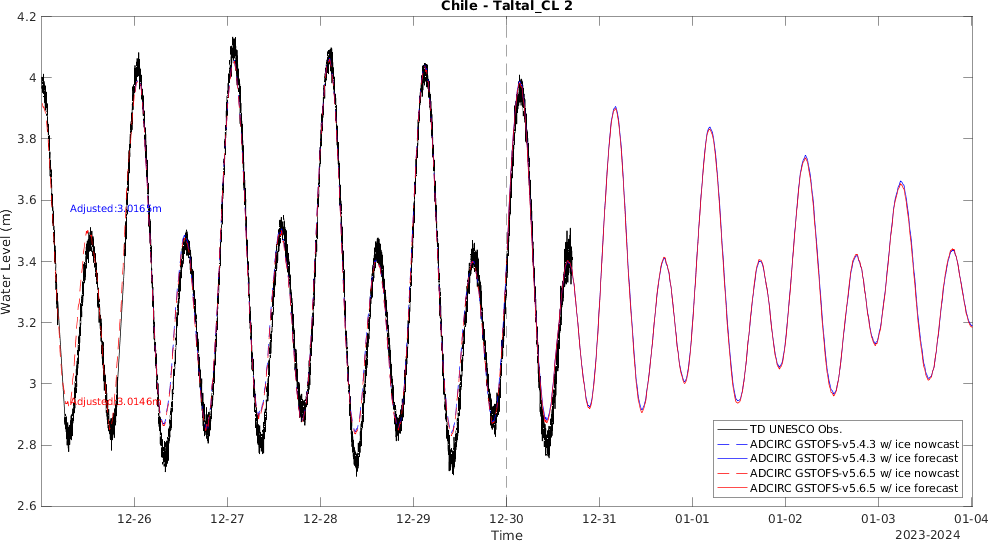 Chile - Taltal_CL 2
4.2
4
3.8
3.6
3.4
3.2
3
2.8
2.6
Water Level (m)
Adjusted:3.0165m
Adjusted:3.0146m
TD UNESCO Obs.
ADCIRC GSTOFS-v5.4.3 w/ ice nowcast
ADCIRC GSTOFS-v5.4.3 w/ ice forecast
ADCIRC GSTOFS-v5.6.5 w/ ice nowcast
ADCIRC GSTOFS-v5.6.5 w/ ice forecast
12-26 12-27 12-28 12-29 12-30 12-31 01-01 01-02 01-03 01-04
Time
2023-2024